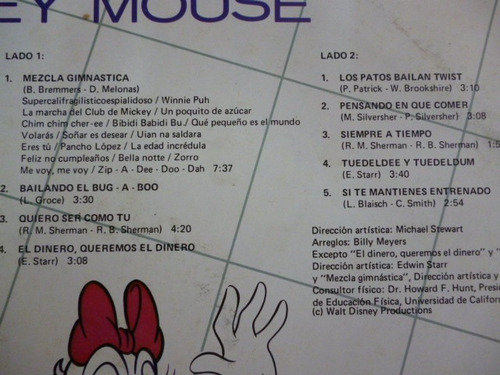 EY MOUSE
LADO 1:
1. MEZCLA GIMNASTICA
(B. Bremmers - D. Melonas)
Supercalifragilísticoespialidoso / Winnie Puh
La marcha del Club de Mickey / Un poquito de azúcar
Chim chim cher-ee / Bibidi Babidi Bu / Qué pequeño es el mundo
Volarás / Soñar es desear / Uian na saldara
Eres tú / Pancho López / La edad incrédula
Feliz no cumpleaños / Bella notte / Zorro
Me voy, me voy / Zip - A - Dee - Doo - Dah 7:37
2. BAILANDO EL BUG - A - BOO
(L. Groce) 3:30
3. QUIERO SER COMO TU
(R. M. Sherman - R. B. Sherman) 4:20
4. EL DINERO, QUEREMOS EL DINERO
(E. Starr) 3:08
LADO 2:
1. LOS PATOS BAILAN TWIST
(P. Patrick - W. Brookshire) 3:10
2. PENSANDO EN QUE COMER
(M. Silversher - P. Silversher) 3:08
3. SIEMPRE A TIEMPO
(R. M. Sherman - R. B. Sherman) 1:5
4. TUEDELDEE Y TUEDELDUM
(E. Starr) 3:40
5. SI TE MANTIENES ENTRENADO
(L. Blaisch - C. Smith) 2:54
Dirección artística: Michael Stewart
Arreglos: Billy Meyers
Excepto "El dinero, queremos el dinero" y "
Dirección artística: Edwin Starr
y "Mezcla gimnástica", Dirección artística y
Consultor físico: Dr. Howard F. Hunt, Presi
de Educación Física, Universidad de Califor
(c) Walt Disney Productions